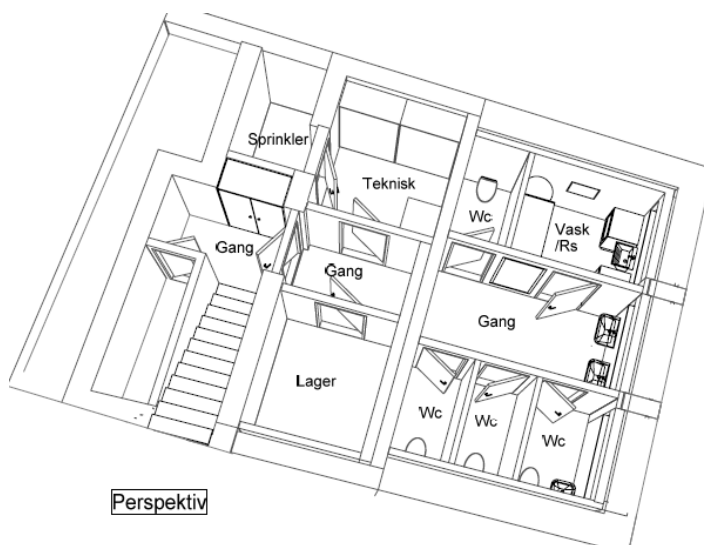 Sprinkler
Teknisk
Wc
Vask
/Rs
Gang
Gang
Gang
Lager
Wc
Wc
Wc
Perspektiv